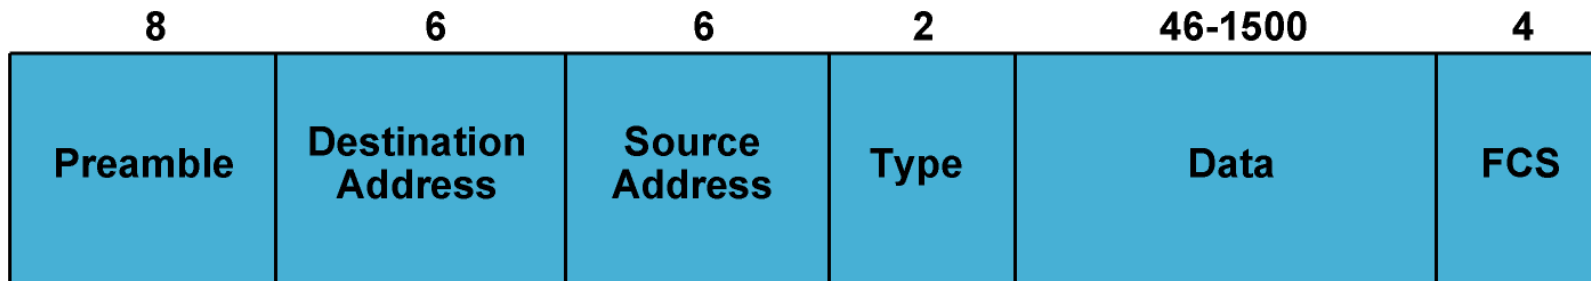 8 6 6 2 46-1500 4
Preamble Destination Address Source Address Type Data FCS